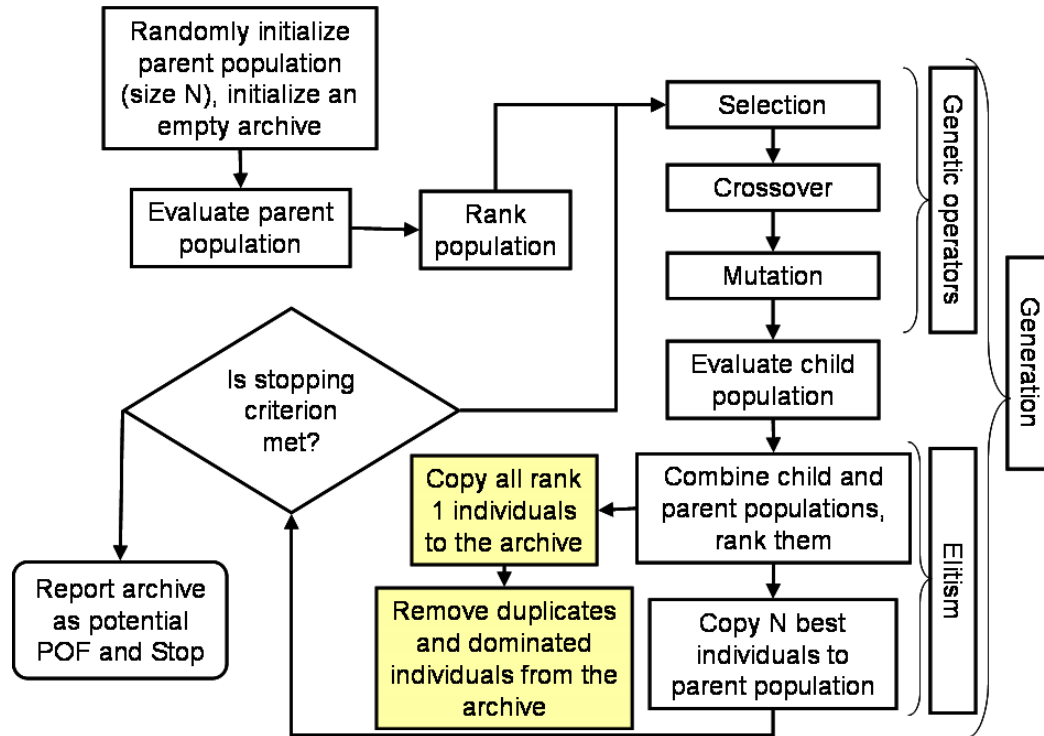 Randomly initialize
parent population
(size N), initialize an
empty archive
Evaluate parent
population
Rank
population
Selection
Crossover
Mutation
Evaluate child
population
Combine child and
parent populations,
rank them
Copy N best
individuals to
parent population
Copy all rank
1 individuals
to the archive
Remove duplicates
and dominated
individuals from the
archive
Is stopping
criterion
met?
Report archive
as potential
POF and Stop
Genetic operators
Elitism
Generation